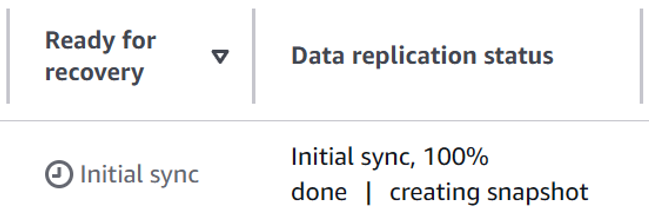 Ready for
recovery
Data replication status
Initial sync
Initial sync, 100%
done | creating snapshot